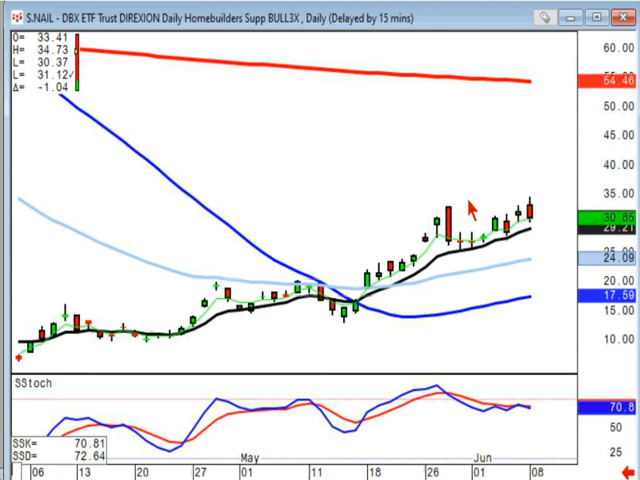 S.NAIL - DBX ETF Trust DIREXION Daily Homebuilders Supp BULL3X , Daily (Delayed by 15 mins)
O= 33.41
H= 34.73
L= 30.37
L= 31.12
Δ= -1.04
60.00
54.46
50.00
45.00
40.00
35.00
30.85
29.21
24.09
20.00
17.59
15.00
10.00
SStoch
70.8
50
25
SSK= 70.81
SSD= 72.64
May
Jun
06
13
20
27
01
11
18
26
01
08